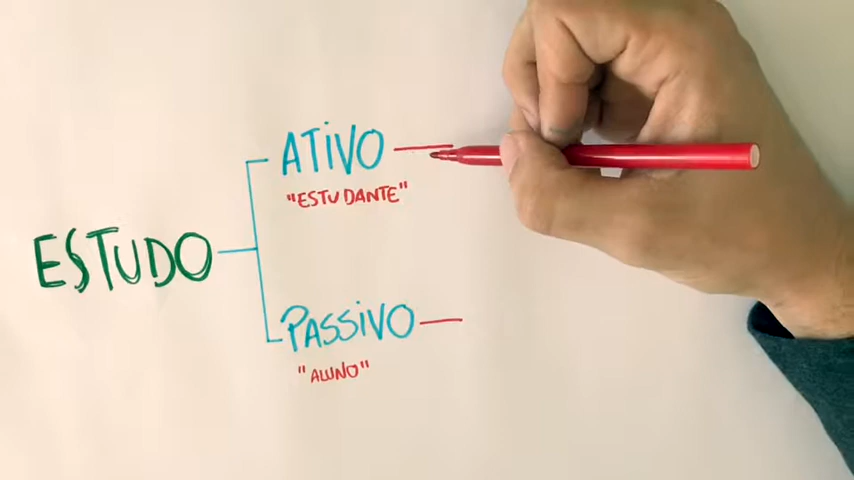 ATIVO
"ESTUDANTE"
ESTUDO
PASSIVO
"ALUNO"